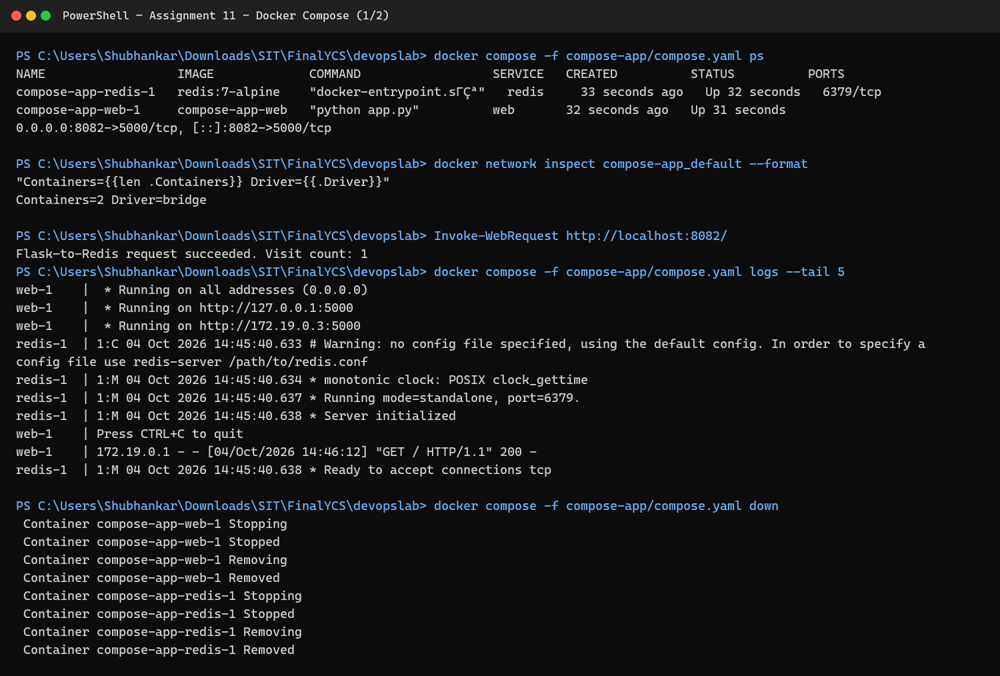 PowerShell — Assignment 11 - Docker Compose (1/2)
PS C:\Users\Shubhankar\Downloads\SIT\FinalYCS\devopslab> docker compose -f compose-app/compose.yaml ps
NAME                  IMAGE             COMMAND                  SERVICE   CREATED          STATUS          PORTS
compose-app-redis-1   redis:7-alpine    "docker-entrypoint.sΓÇª"   redis     33 seconds ago   Up 32 seconds   6379/tcp
compose-app-web-1     compose-app-web   "python app.py"          web       32 seconds ago   Up 31 seconds
0.0.0.0:8082->5000/tcp, [::]:8082->5000/tcp
PS C:\Users\Shubhankar\Downloads\SIT\FinalYCS\devopslab> docker network inspect compose-app_default --format
"Containers={{len .Containers}} Driver={{.Driver}}"
Containers=2 Driver=bridge
PS C:\Users\Shubhankar\Downloads\SIT\FinalYCS\devopslab> Invoke-WebRequest http://localhost:8082/
Flask-to-Redis request succeeded. Visit count: 1
PS C:\Users\Shubhankar\Downloads\SIT\FinalYCS\devopslab> docker compose -f compose-app/compose.yaml logs --tail 5
web-1    |  * Running on all addresses (0.0.0.0)
web-1    |  * Running on http://127.0.0.1:5000
web-1    |  * Running on http://172.19.0.3:5000
redis-1  | 1:C 04 Oct 2026 14:45:40.633 # Warning: no config file specified, using the default config. In order to specify a
config file use redis-server /path/to/redis.conf
redis-1  | 1:M 04 Oct 2026 14:45:40.634 * monotonic clock: POSIX clock_gettime
redis-1  | 1:M 04 Oct 2026 14:45:40.637 * Running mode=standalone, port=6379.
redis-1  | 1:M 04 Oct 2026 14:45:40.638 * Server initialized
web-1    | Press CTRL+C to quit
web-1    | 172.19.0.1 - - [04/Oct/2026 14:46:12] "GET / HTTP/1.1" 200 -
redis-1  | 1:M 04 Oct 2026 14:45:40.638 * Ready to accept connections tcp
PS C:\Users\Shubhankar\Downloads\SIT\FinalYCS\devopslab> docker compose -f compose-app/compose.yaml down
 Container compose-app-web-1 Stopping
 Container compose-app-web-1 Stopped
 Container compose-app-web-1 Removing
 Container compose-app-web-1 Removed
 Container compose-app-redis-1 Stopping
 Container compose-app-redis-1 Stopped
 Container compose-app-redis-1 Removing
 Container compose-app-redis-1 Removed